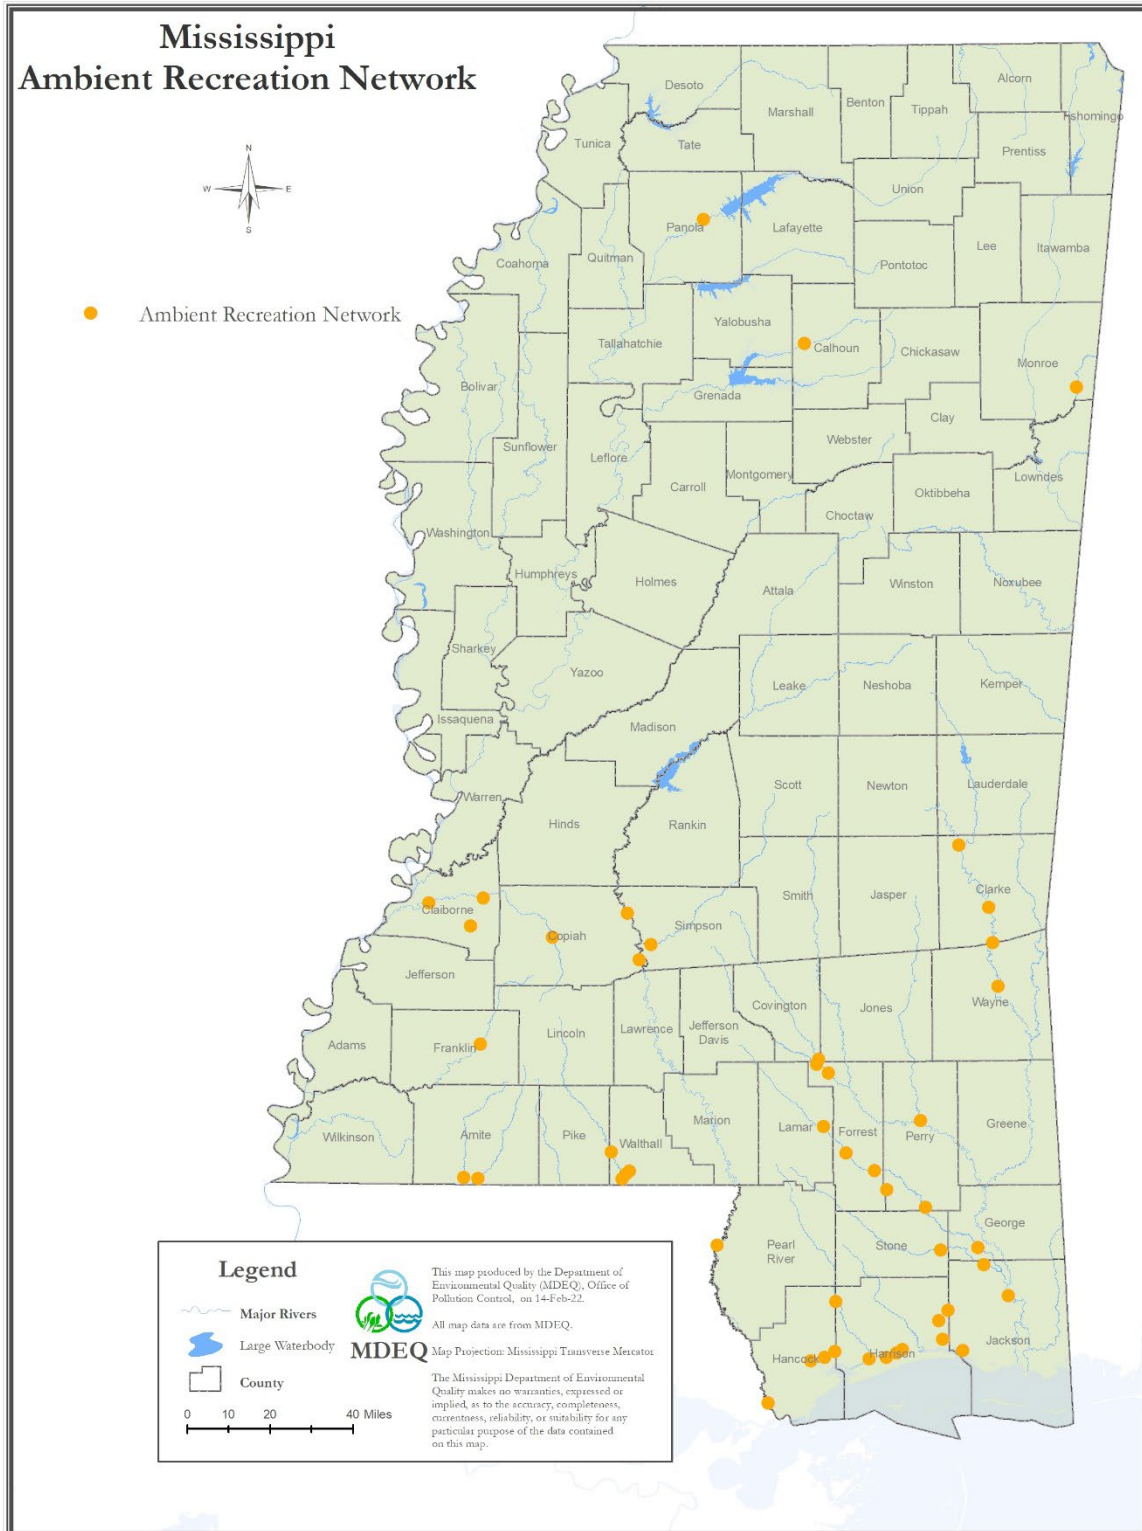 Mississippi
Ambient Recreation Network
N
W E
S
Ambient Recreation Network
Desoto
Marshall
Benton
Tippah
Alcorn
Tishomingo
Tunica
Tate
Prentiss
Union
Panola
Lafayette
Quitman
Coahoma
Pontotoc
Lee
Itawamba
Yalobusha
Tallahatchie
Calhoun
Chickasaw
Monroe
Bolivar
Grenada
Clay
Sunflower
Leflore
Webster
Carroll
Montgomery
Oktibbeha
Lowndes
Choctaw
Washington
Humphreys
Holmes
Attala
Winston
Noxubee
Sharkey
Yazoo
Leake
Neshoba
Kemper
Issaquena
Madison
Warren
Scott
Newton
Lauderdale
Hinds
Rankin
Claiborne
Copiah
Simpson
Smith
Jasper
Clarke
Jefferson
Adams
Franklin
Lincoln
Lawrence
Jefferson
Davis
Covington
Jones
Wayne
Wilkinson
Amite
Pike
Walthall
Marion
Lamar
Forrest
Perry
Greene
Pearl
River
Stone
George
Hancock
Harrison
Jackson
Legend
Major Rivers
Large Waterbody
County
0 10 20 40 Miles
MDEQ
This map produced by the Department of
Environmental Quality (MDEQ), Office of
Pollution Control, on 14-Feb-22.
All map data are from MDEQ.
Map Projection: Mississippi Transverse Mercator
The Mississippi Department of Environmental
Quality makes no warranties, expressed or
implied, as to the accuracy, completeness,
currentness, reliability, or suitability for any
particular purpose of the data contained
on this map.